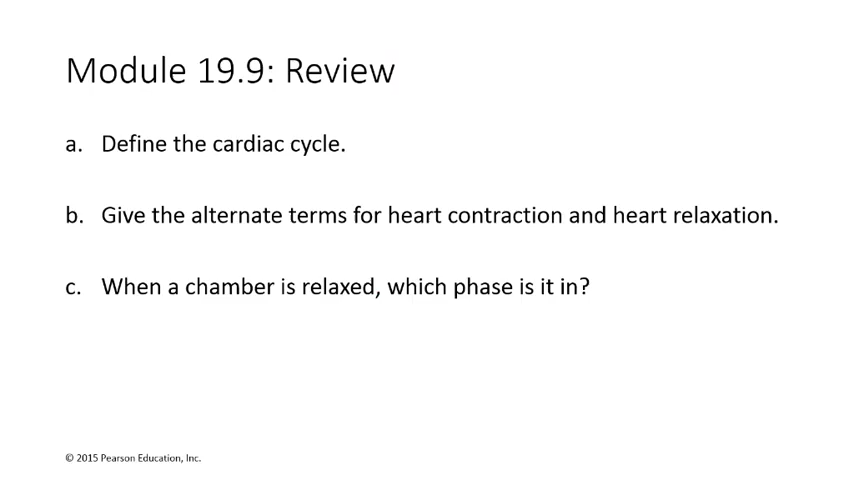 Module 19.9: Review
a. Define the cardiac cycle.
b. Give the alternate terms for heart contraction and heart relaxation.
c. When a chamber is relaxed, which phase is it in?
© 2015 Pearson Education, Inc.